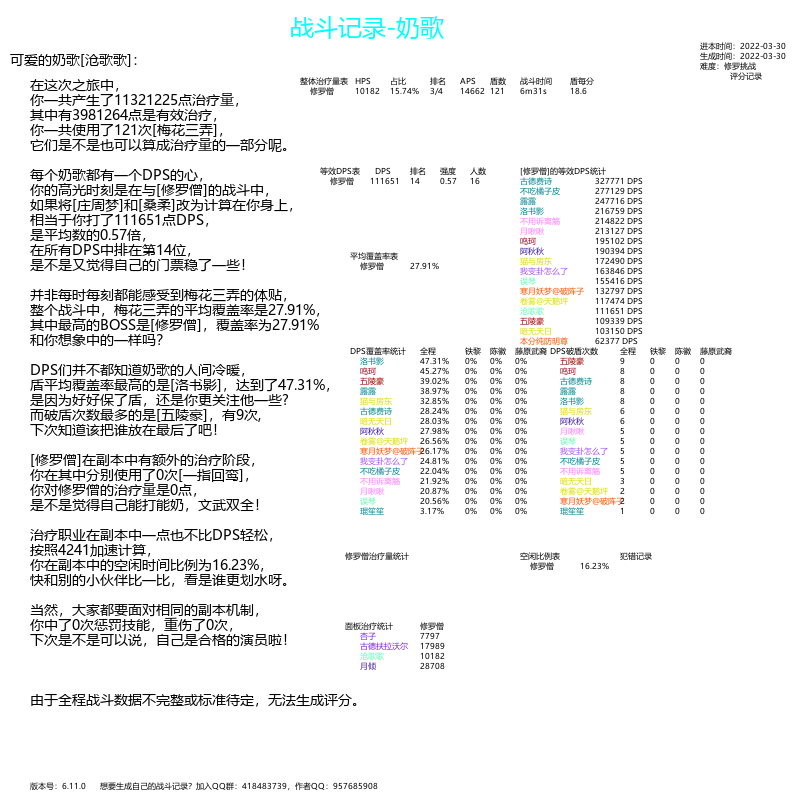 战斗记录-奶歌
进本时间：2022-03-30
生成时间：2022-03-30
难度：修罗挑战
评分记录
可爱的奶歌[沧歌歌]：
在这次之旅中，
你一共产生了11321225点治疗量，
其中有3981264点是有效治疗，
你一共使用了121次[梅花三弄]，
它们是不是也可以算成治疗量的一部分呢。
整体治疗量表 HPS 占比 排名 APS 盾数 战斗时间 盾每分
修罗僧 10182 15.74% 3/4 14662 121 6m31s 18.6
每个奶歌都有一个DPS的心，
你的高光时刻是在与[修罗僧]的战斗中，
如果将[庄周梦]和[桑柔]改为计算在你身上，
相当于你打了111651点DPS，
是平均数的0.57倍，
在所有DPS中排在第14位，
是不是又觉得自己的门票稳了一些！
等效DPS表 DPS 排名 强度 人数
修罗僧 111651 14 0.57 16
平均覆盖率表
修罗僧 27.91%
[修罗僧]的等效DPS统计
古德赛诗 327771 DPS
不吃橘子皮 277129 DPS
露露 247716 DPS
洛书影 216759 DPS
不用诉离觞 214822 DPS
月啾啾 213127 DPS
鸣珂 195102 DPS
阿秋秋 190394 DPS
猫与房东 172490 DPS
我变卦怎么了 163846 DPS
误琴 155416 DPS
寒月妖梦@破阵子 132797 DPS
卷雾@天鹅坪 117474 DPS
沧歌歌 111651 DPS
五陵豪 109339 DPS
暗无天日 103150 DPS
本分纯防明尊 62377 DPS
并非每时每刻都能感受到梅花三弄的体贴，
整个战斗中，梅花三弄的平均覆盖率是27.91%，
其中最高的BOSS是[修罗僧]，覆盖率为27.91%
和你想象中的一样吗？
DPS们并不都知道奶歌的人间冷暖，
盾平均覆盖率最高的是[洛书影]，达到了47.31%，
是因为好好保了盾，还是你更关注他一些？
而破盾次数最多的是[五陵豪]，有9次，
下次知道该把谁放在最后了吧！
DPS覆盖率统计 全程 铁黎 陈徽 藤原武裔
洛书影 47.31% 0% 0% 0%
鸣珂 45.27% 0% 0% 0%
五陵豪 39.02% 0% 0% 0%
露露 38.97% 0% 0% 0%
猫与房东 32.85% 0% 0% 0%
古德赛诗 28.24% 0% 0% 0%
暗无天日 28.03% 0% 0% 0%
阿秋秋 27.98% 0% 0% 0%
卷雾@天鹅坪 26.56% 0% 0% 0%
寒月妖梦@破阵子 26.17% 0% 0% 0%
我变卦怎么了 24.81% 0% 0% 0%
不吃橘子皮 22.04% 0% 0% 0%
不用诉离觞 21.92% 0% 0% 0%
月啾啾 20.87% 0% 0% 0%
误琴 20.56% 0% 0% 0%
琨笙笙 3.17% 0% 0% 0%
DPS破盾次数 全程 铁黎 陈徽 藤原武裔
五陵豪 9 0 0 0
鸣珂 8 0 0 0
古德赛诗 8 0 0 0
露露 8 0 0 0
洛书影 8 0 0 0
猫与房东 6 0 0 0
阿秋秋 6 0 0 0
月啾啾 5 0 0 0
误琴 5 0 0 0
我变卦怎么了 5 0 0 0
不吃橘子皮 5 0 0 0
不用诉离觞 3 0 0 0
暗无天日 3 0 0 0
卷雾@天鹅坪 2 0 0 0
寒月妖梦@破阵子 2 0 0 0
琨笙笙 1 0 0 0
[修罗僧]在副本中有额外的治疗阶段，
你在其中分别使用了0次[一指回鸾]，
你对修罗僧的治疗量是0点，
是不是觉得自己能打能奶，文武双全！
治疗职业在副本中一点也不比DPS轻松，
按照4241加速计算，
你在副本中的空闲时间比例为16.23%，
快和别的小伙伴比一比，看是谁更划水呀。
修罗僧治疗量统计
空闲比例表
修罗僧 16.23%
犯错记录
当然，大家都要面对相同的副本机制，
你中了0次惩罚技能，重伤了0次，
下次是不是可以说，自己是合格的演员啦！
面板治疗统计 修罗僧
杏子 7797
古德扶拉沃尔 17989
沧歌歌 10182
月倾 28708
由于全程战斗数据不完整或标准待定，无法生成评分。
版本号：6.11.0 想要生成自己的战斗记录？加入QQ群：418483739，作者QQ：957685908